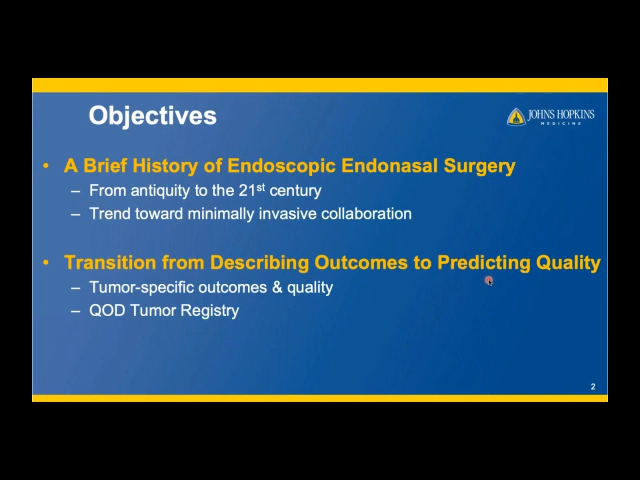 Objectives
JOHNS HOPKINS
MEDICINE
• A Brief History of Endoscopic Endonasal Surgery
– From antiquity to the 21st century
– Trend toward minimally invasive collaboration
• Transition from Describing Outcomes to Predicting Quality
– Tumor-specific outcomes & quality
– QOD Tumor Registry
2